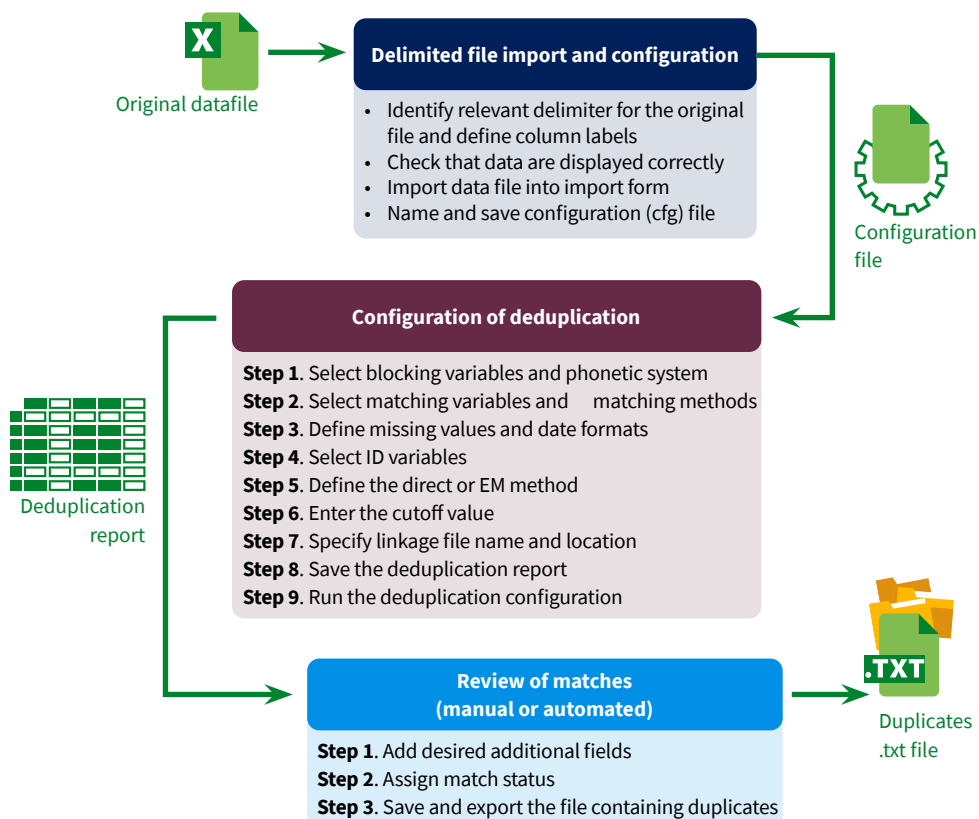 X
Original datafile
Delimited file import and configuration
• Identify relevant delimiter for the original
file and define column labels
• Check that data are displayed correctly
• Import data file into import form
• Name and save configuration (cfg) file
Configuration
file
Configuration of deduplication
Step 1. Select blocking variables and phonetic system
Step 2. Select matching variables and matching methods
Step 3. Define missing values and date formats
Step 4. Select ID variables
Step 5. Define the direct or EM method
Step 6. Enter the cutoff value
Step 7. Specify linkage file name and location
Step 8. Save the deduplication report
Step 9. Run the deduplication configuration
Deduplication
report
Review of matches
(manual or automated)
Step 1. Add desired additional fields
Step 2. Assign match status
Step 3. Save and export the file containing duplicates
.TXT
Duplicates
.txt file